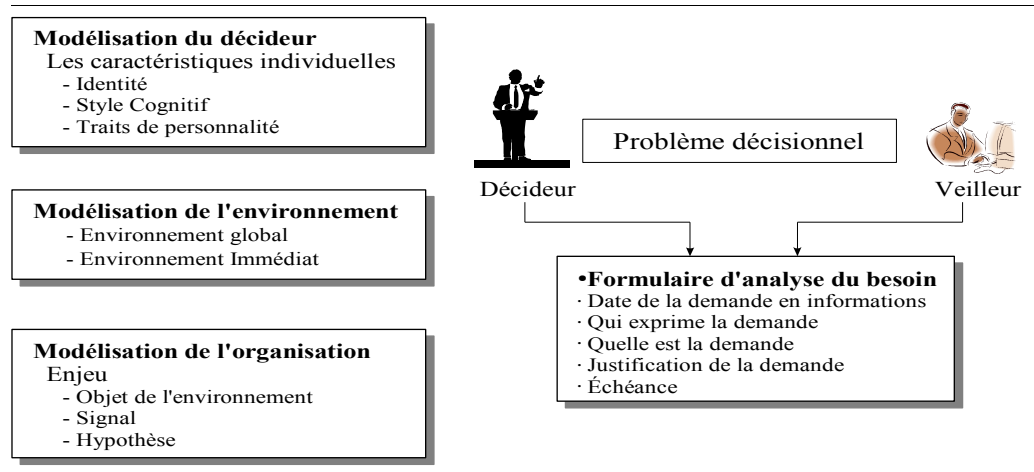 Modélisation du décideur
Les caractéristiques individuelles
- Identité
- Style Cognitif
- Traits de personnalité
Modélisation de l'environnement
- Environnement global
- Environnement Immédiat
Modélisation de l'organisation
Enjeu
- Objet de l'environnement
- Signal
- Hypothèse
Problème décisionnel
Décideur
Veilleur
•Formulaire d'analyse du besoin
· Date de la demande en informations
· Qui exprime la demande
· Quelle est la demande
· Justification de la demande
· Échéance